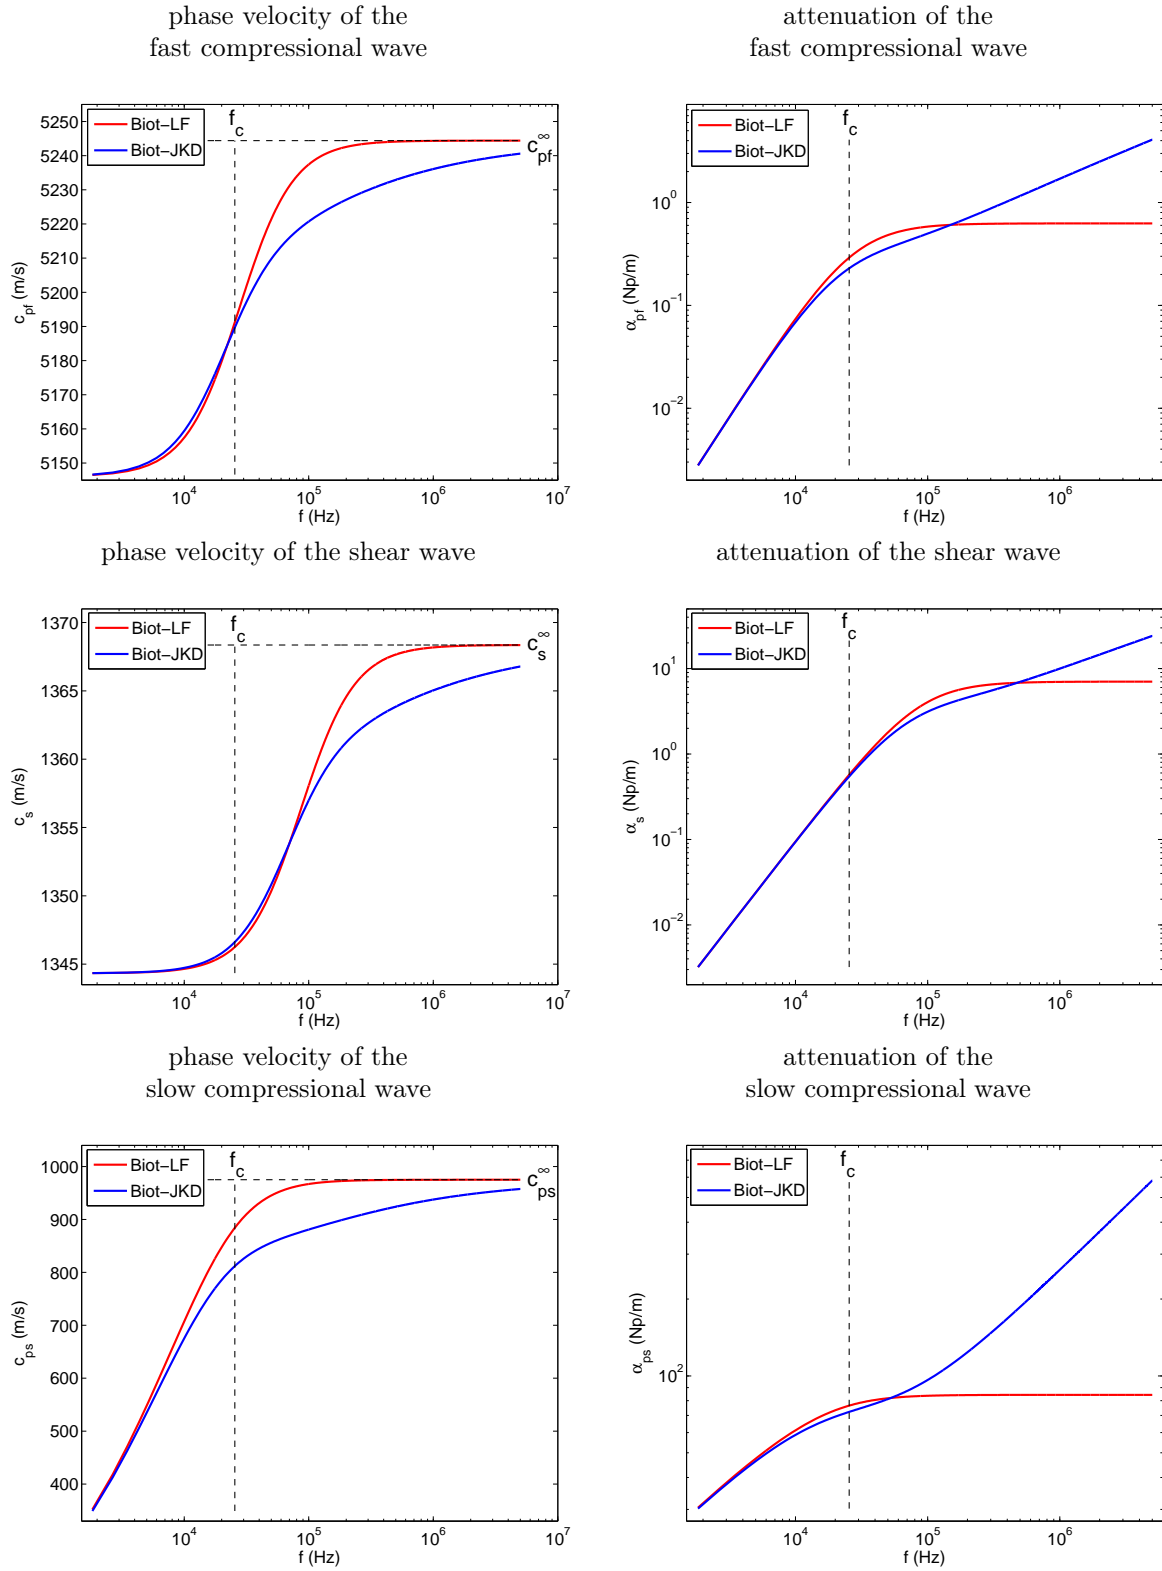 phase velocity of the
fast compressional wave
5250
5240
5230
5220
5210
5200
5190
5180
5170
5160
5150
c_pf (m/s)
Biot−LF
Biot−JKD
f_c
c_pf^∞
10^4
10^5
10^6
10^7
f (Hz)
attenuation of the
fast compressional wave
10^0
10^−1
10^−2
α_pf (Np/m)
Biot−LF
Biot−JKD
f_c
10^4
10^5
10^6
f (Hz)
phase velocity of the shear wave
1370
1365
1360
1355
1350
1345
c_s (m/s)
Biot−LF
Biot−JKD
f_c
c_s^∞
10^4
10^5
10^6
10^7
f (Hz)
attenuation of the shear wave
10^1
10^0
10^−1
10^−2
α_s (Np/m)
Biot−LF
Biot−JKD
f_c
10^4
10^5
10^6
f (Hz)
phase velocity of the
slow compressional wave
1000
900
800
700
600
500
400
c_ps (m/s)
Biot−LF
Biot−JKD
f_c
c_ps^∞
10^4
10^5
10^6
10^7
f (Hz)
attenuation of the
slow compressional wave
10^2
α_ps (Np/m)
Biot−LF
Biot−JKD
f_c
10^4
10^5
10^6
f (Hz)